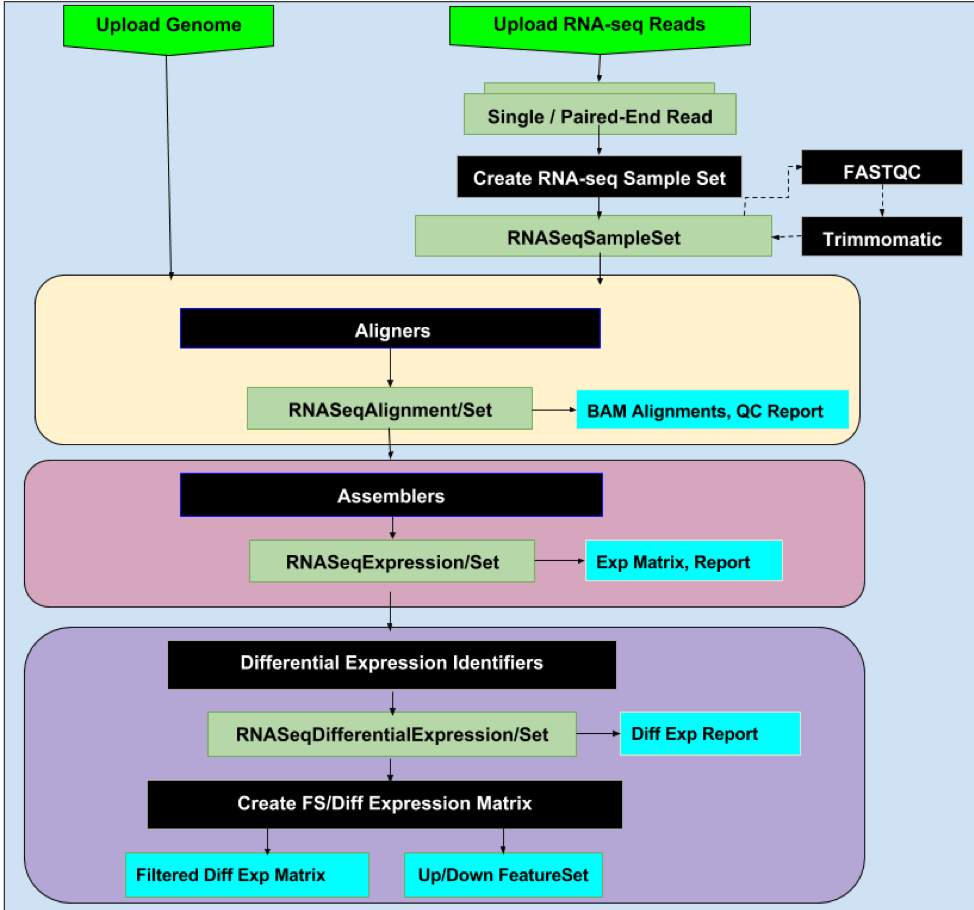 Upload Genome
Upload RNA-seq Reads
Single / Paired-End Read
Create RNA-seq Sample Set
FASTQC
RNASeqSampleSet
Trimmomatic
Aligners
RNASeqAlignment/Set
BAM Alignments, QC Report
Assemblers
RNASeqExpression/Set
Exp Matrix, Report
Differential Expression Identifiers
RNASeqDifferentialExpression/Set
Diff Exp Report
Create FS/Diff Expression Matrix
Filtered Diff Exp Matrix
Up/Down FeatureSet